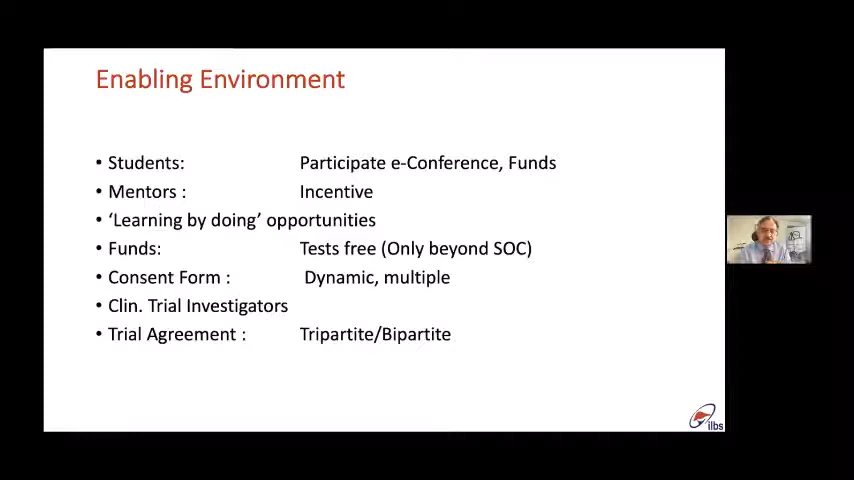 Enabling Environment
• Students: Participate e-Conference, Funds
• Mentors : Incentive
• ‘Learning by doing’ opportunities
• Funds: Tests free (Only beyond SOC)
• Consent Form : Dynamic, multiple
• Clin. Trial Investigators
• Trial Agreement : Tripartite/Bipartite
ilbs